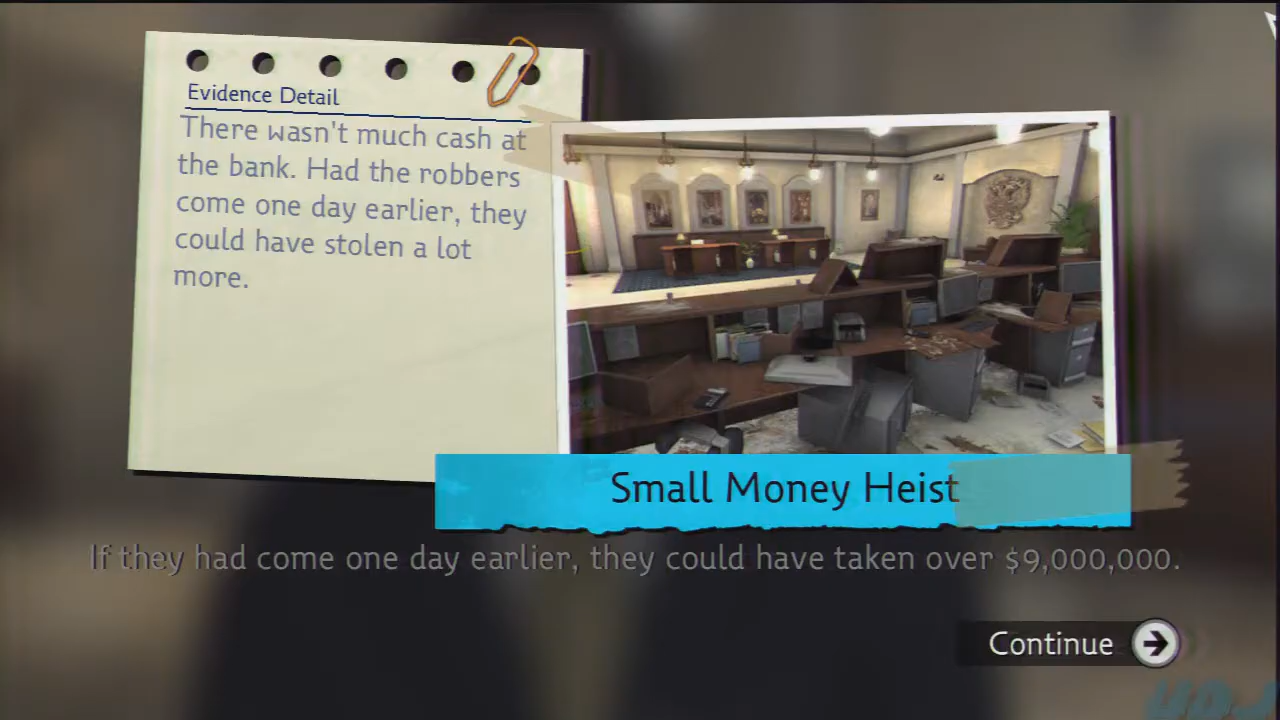 Evidence Detail
There wasn't much cash at
the bank. Had the robbers
come one day earlier, they
could have stolen a lot
more.
Small Money Heist
If they had come one day earlier, they could have taken over $9,000,000.
Continue